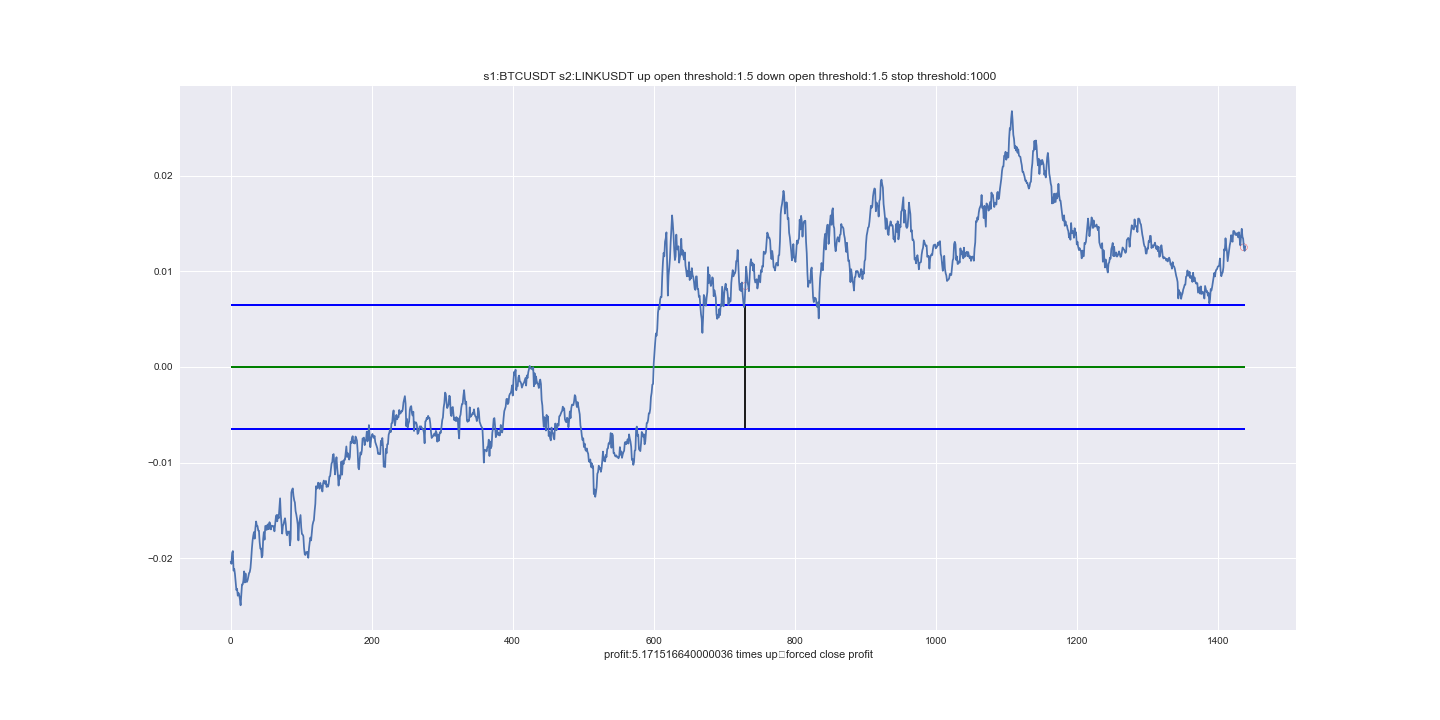 s1:BTCUSDT s2:LINKUSDT up open threshold:1.5 down open threshold:1.5 stop threshold:1000
0.02
0.01
0.00
−0.01
−0.02
0 200 400 600 800 1000 1200 1400
profit:5.171516640000036 times up□forced close profit